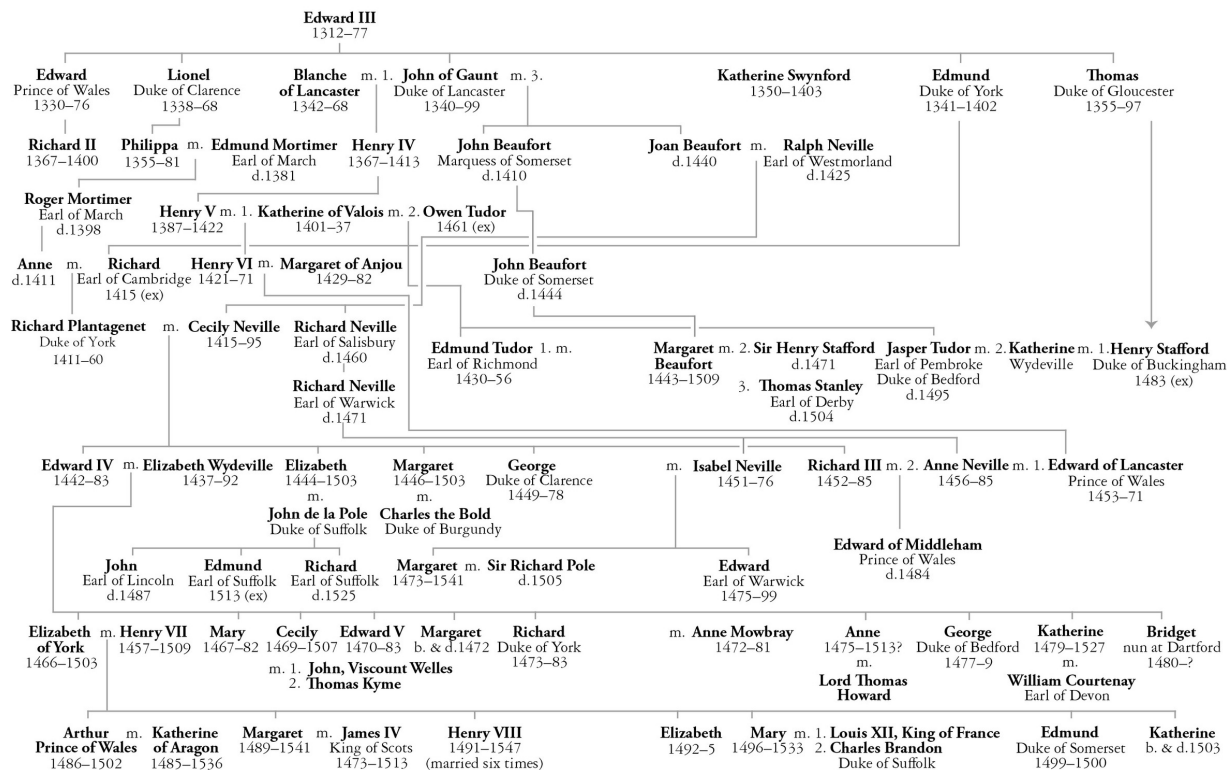 Edward III
1312–77
Edward
Prince of Wales
1330–76
Lionel
Duke of Clarence
1338–68
Blanche
of Lancaster
1342–68
m. 1.
John of Gaunt
Duke of Lancaster
1340–99
m. 3.
Katherine Swynford
1350–1403
Edmund
Duke of York
1341–1402
Thomas
Duke of Gloucester
1355–97
Richard II
1367–1400
Philippa
1355–81
m.
Edmund Mortimer
Earl of March
d.1381
Henry IV
1367–1413
John Beaufort
Marquess of Somerset
d.1410
Joan Beaufort
d.1440
m.
Ralph Neville
Earl of Westmorland
d.1425
Roger Mortimer
Earl of March
d.1398
Henry V
1387–1422
m. 1.
Katherine of Valois
1401–37
m. 2.
Owen Tudor
1461 (ex)
Anne
d.1411
m.
Richard
Earl of Cambridge
1415 (ex)
Henry VI
1421–71
m.
Margaret of Anjou
1429–82
John Beaufort
Duke of Somerset
d.1444
Richard Plantagenet
Duke of York
1411–60
m.
Cecily Neville
1415–95
Richard Neville
Earl of Salisbury
d.1460
Edmund Tudor
Earl of Richmond
1430–56
1. m.
Margaret
Beaufort
1443–1509
m. 2.
Sir Henry Stafford
d.1471
3.
Thomas Stanley
Earl of Derby
d.1504
Jasper Tudor
Earl of Pembroke
Duke of Bedford
d.1495
m. 2.
Katherine
Wydeville
m. 1.
Henry Stafford
Duke of Buckingham
1483 (ex)
Richard Neville
Earl of Warwick
d.1471
Edward IV
1442–83
m.
Elizabeth Wydeville
1437–92
Elizabeth
1444–1503
m.
John de la Pole
Duke of Suffolk
Margaret
1446–1503
m.
Charles the Bold
Duke of Burgundy
George
Duke of Clarence
1449–78
m.
Isabel Neville
1451–76
Richard III
1452–85
m. 2.
Anne Neville
1456–85
m. 1.
Edward of Lancaster
Prince of Wales
1453–71
Edward of Middleham
Prince of Wales
d.1484
John
Earl of Lincoln
d.1487
Edmund
Earl of Suffolk
1513 (ex)
Richard
Earl of Suffolk
d.1525
Margaret
1473–1541
m.
Sir Richard Pole
d.1505
Edward
Earl of Warwick
1475–99
Elizabeth
of York
1466–1503
m.
Henry VII
1457–1509
Mary
1467–82
Cecily
1469–1507
m. 1. John, Viscount Welles
2. Thomas Kyme
Edward V
1470–83
Margaret
b. & d.1472
Richard
Duke of York
1473–83
m.
Anne Mowbray
1472–81
Anne
1475–1513?
m.
Lord Thomas
Howard
George
Duke of Bedford
1477–9
Katherine
1479–1527
m.
William Courtenay
Earl of Devon
Bridget
nun at Dartford
1480–?
Arthur
Prince of Wales
1486–1502
m.
Katherine
of Aragon
1485–1536
Margaret
1489–1541
m.
James IV
King of Scots
1473–1513
Henry VIII
1491–1547
(married six times)
Elizabeth
1492–5
Mary
1496–1533
m. 1. Louis XII, King of France
2. Charles Brandon
Duke of Suffolk
Edmund
Duke of Somerset
1499–1500
Katherine
b. & d.1503